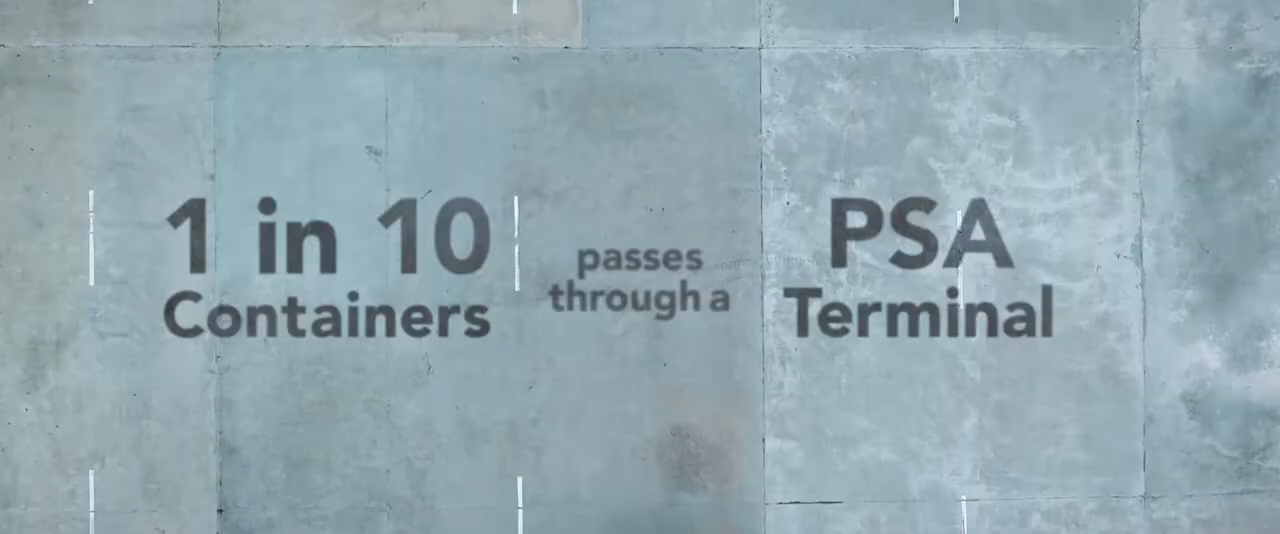 1 in 10
Containers
passes
through a
PSA
Terminal